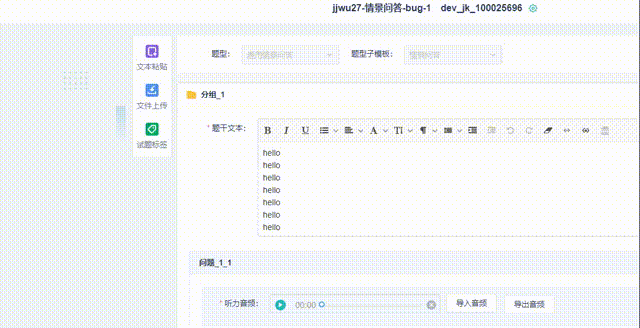 jjwu27-情景问答-bug-1 dev_jk_100025696
文本粘贴
文件上传
试题标签
题型： 通用情景问答 题型子模板： 情景问答
分组_1
* 题干文本：
B I U A TI
hello
hello
hello
hello
hello
hello
hello
问题_1_1
* 听力音频： 00:00 导入音频 导出音频